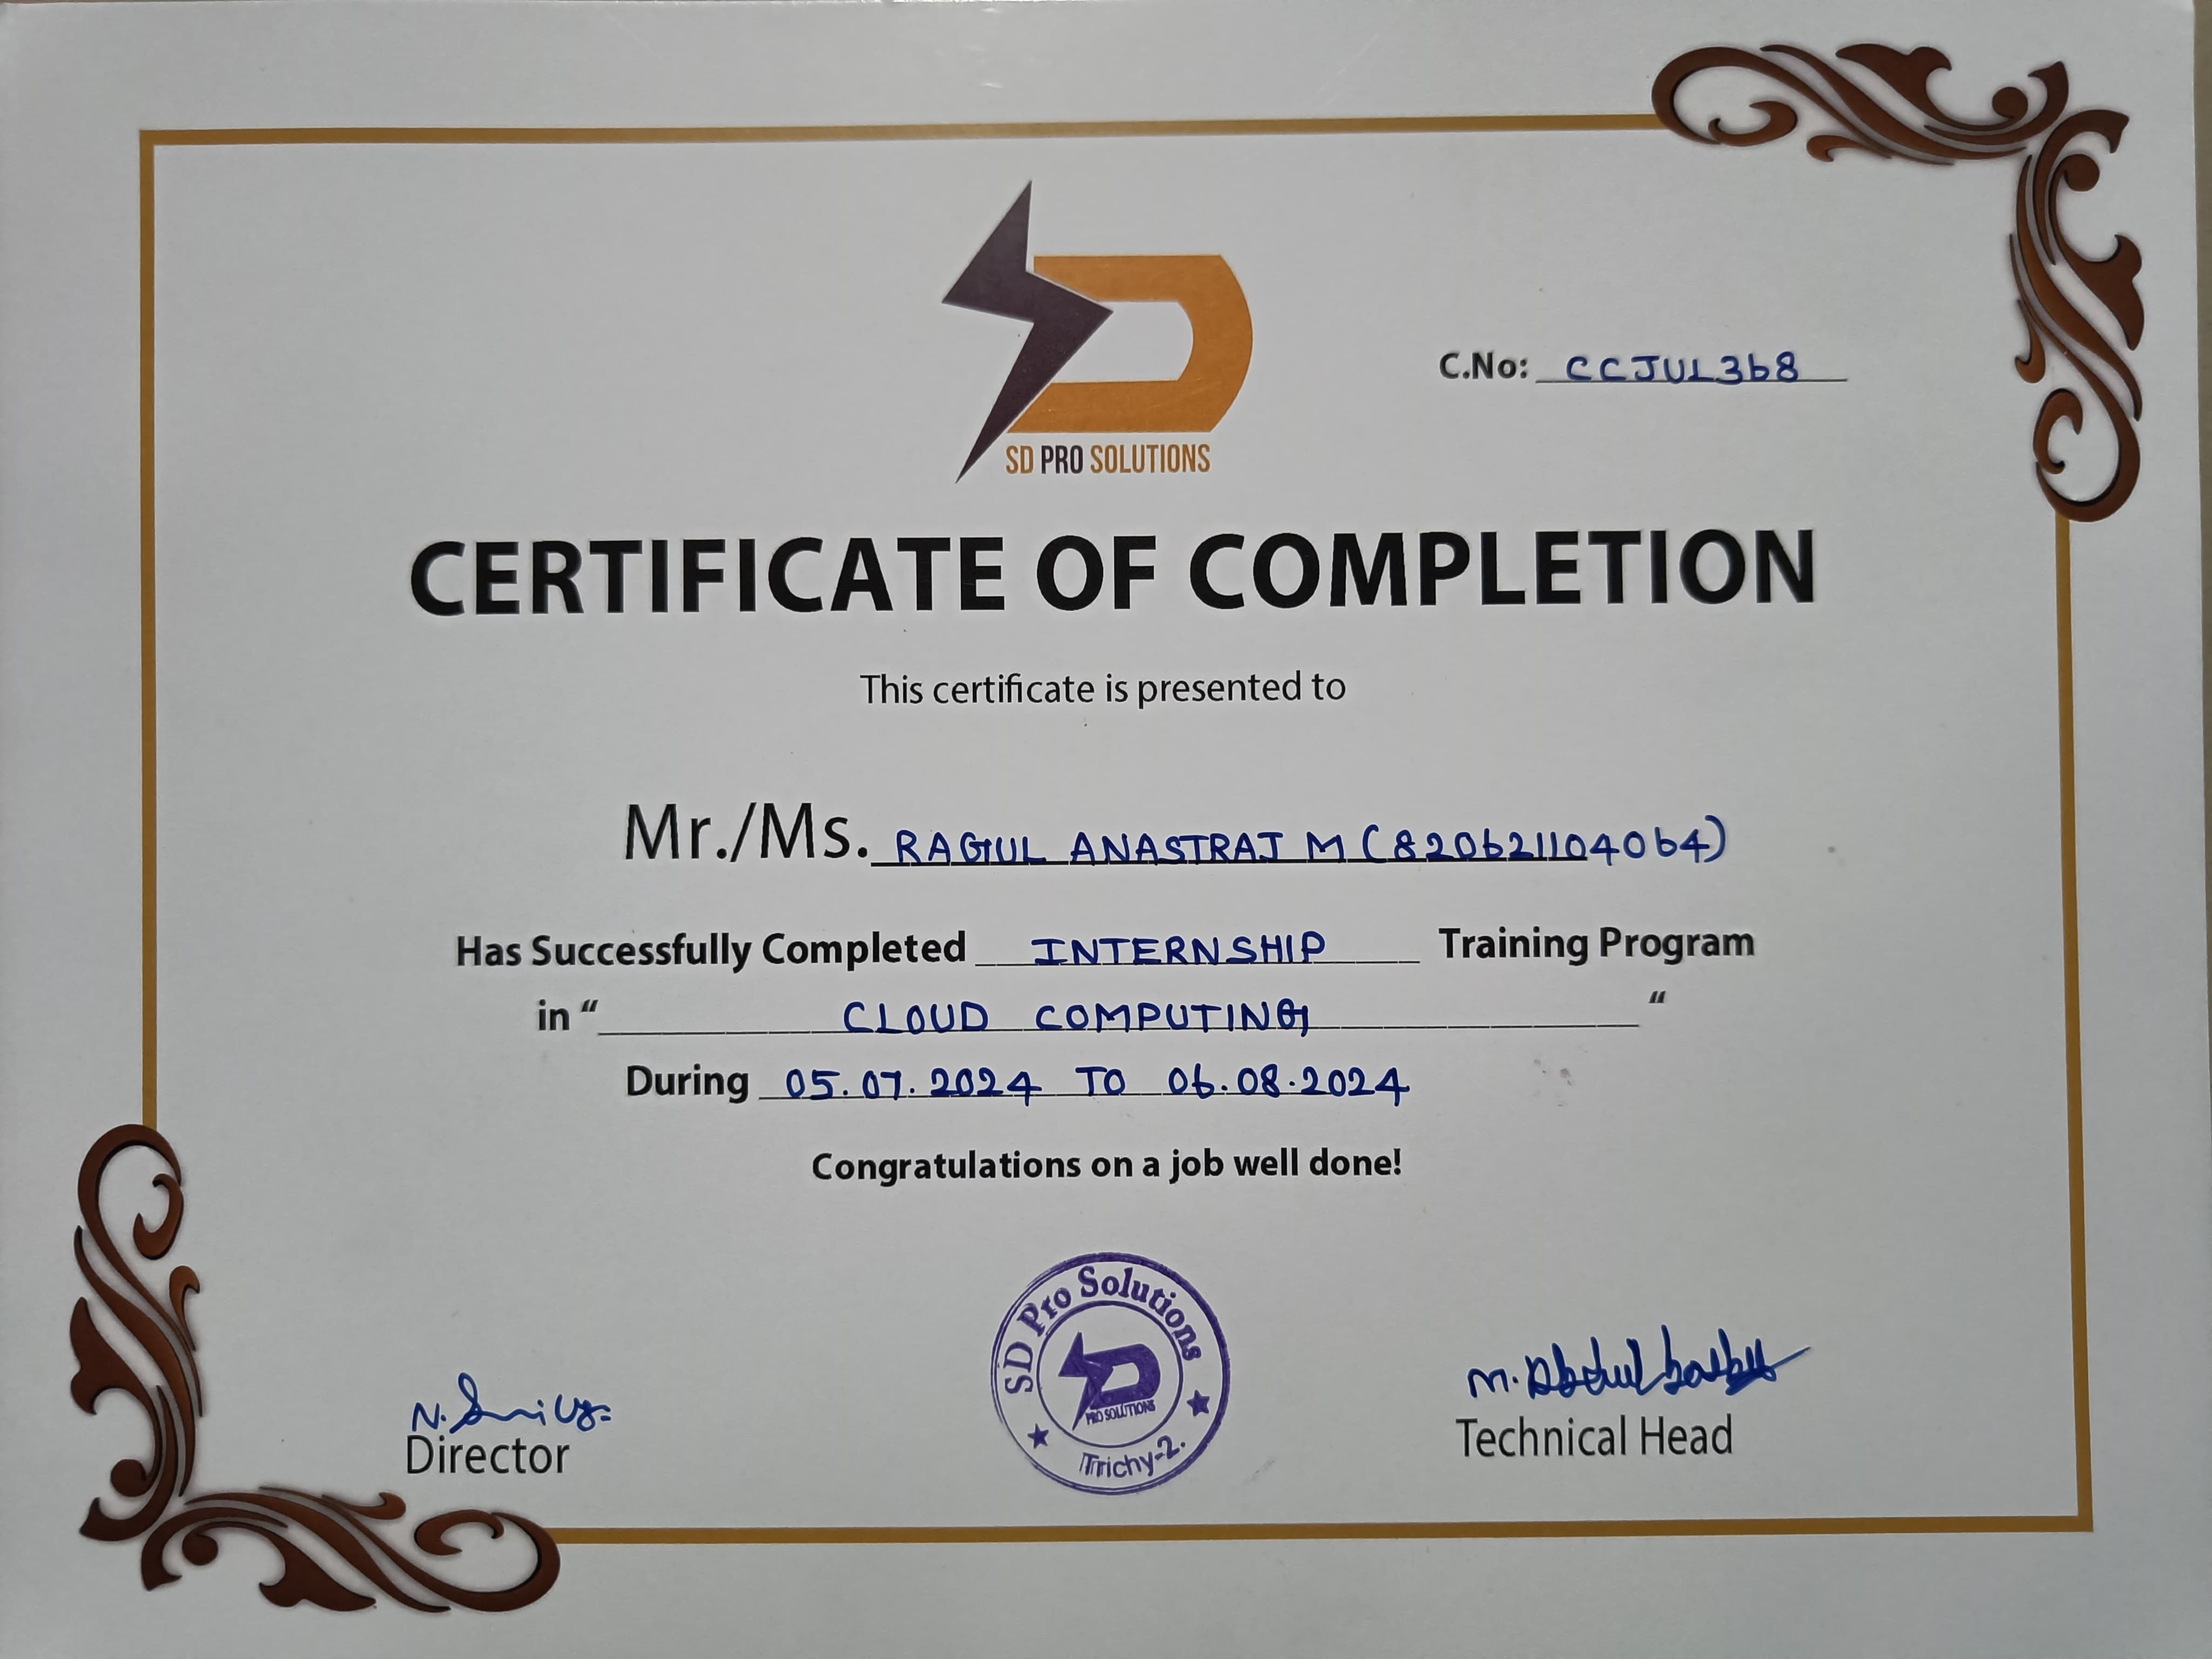 SD PRO SOLUTIONS
C.No: CCJUL368
CERTIFICATE OF COMPLETION
This certificate is presented to
Mr./Ms. RAGUL ANASTRAJ M (820621104064)
Has Successfully Completed INTERNSHIP Training Program
in “ CLOUD COMPUTING “
During 05.07.2024 TO 06.08.2024
Congratulations on a job well done!
SD Pro Solutions
PRO SOLUTIONS
Trichy-2.
N.
Director
M. Abdul
Technical Head